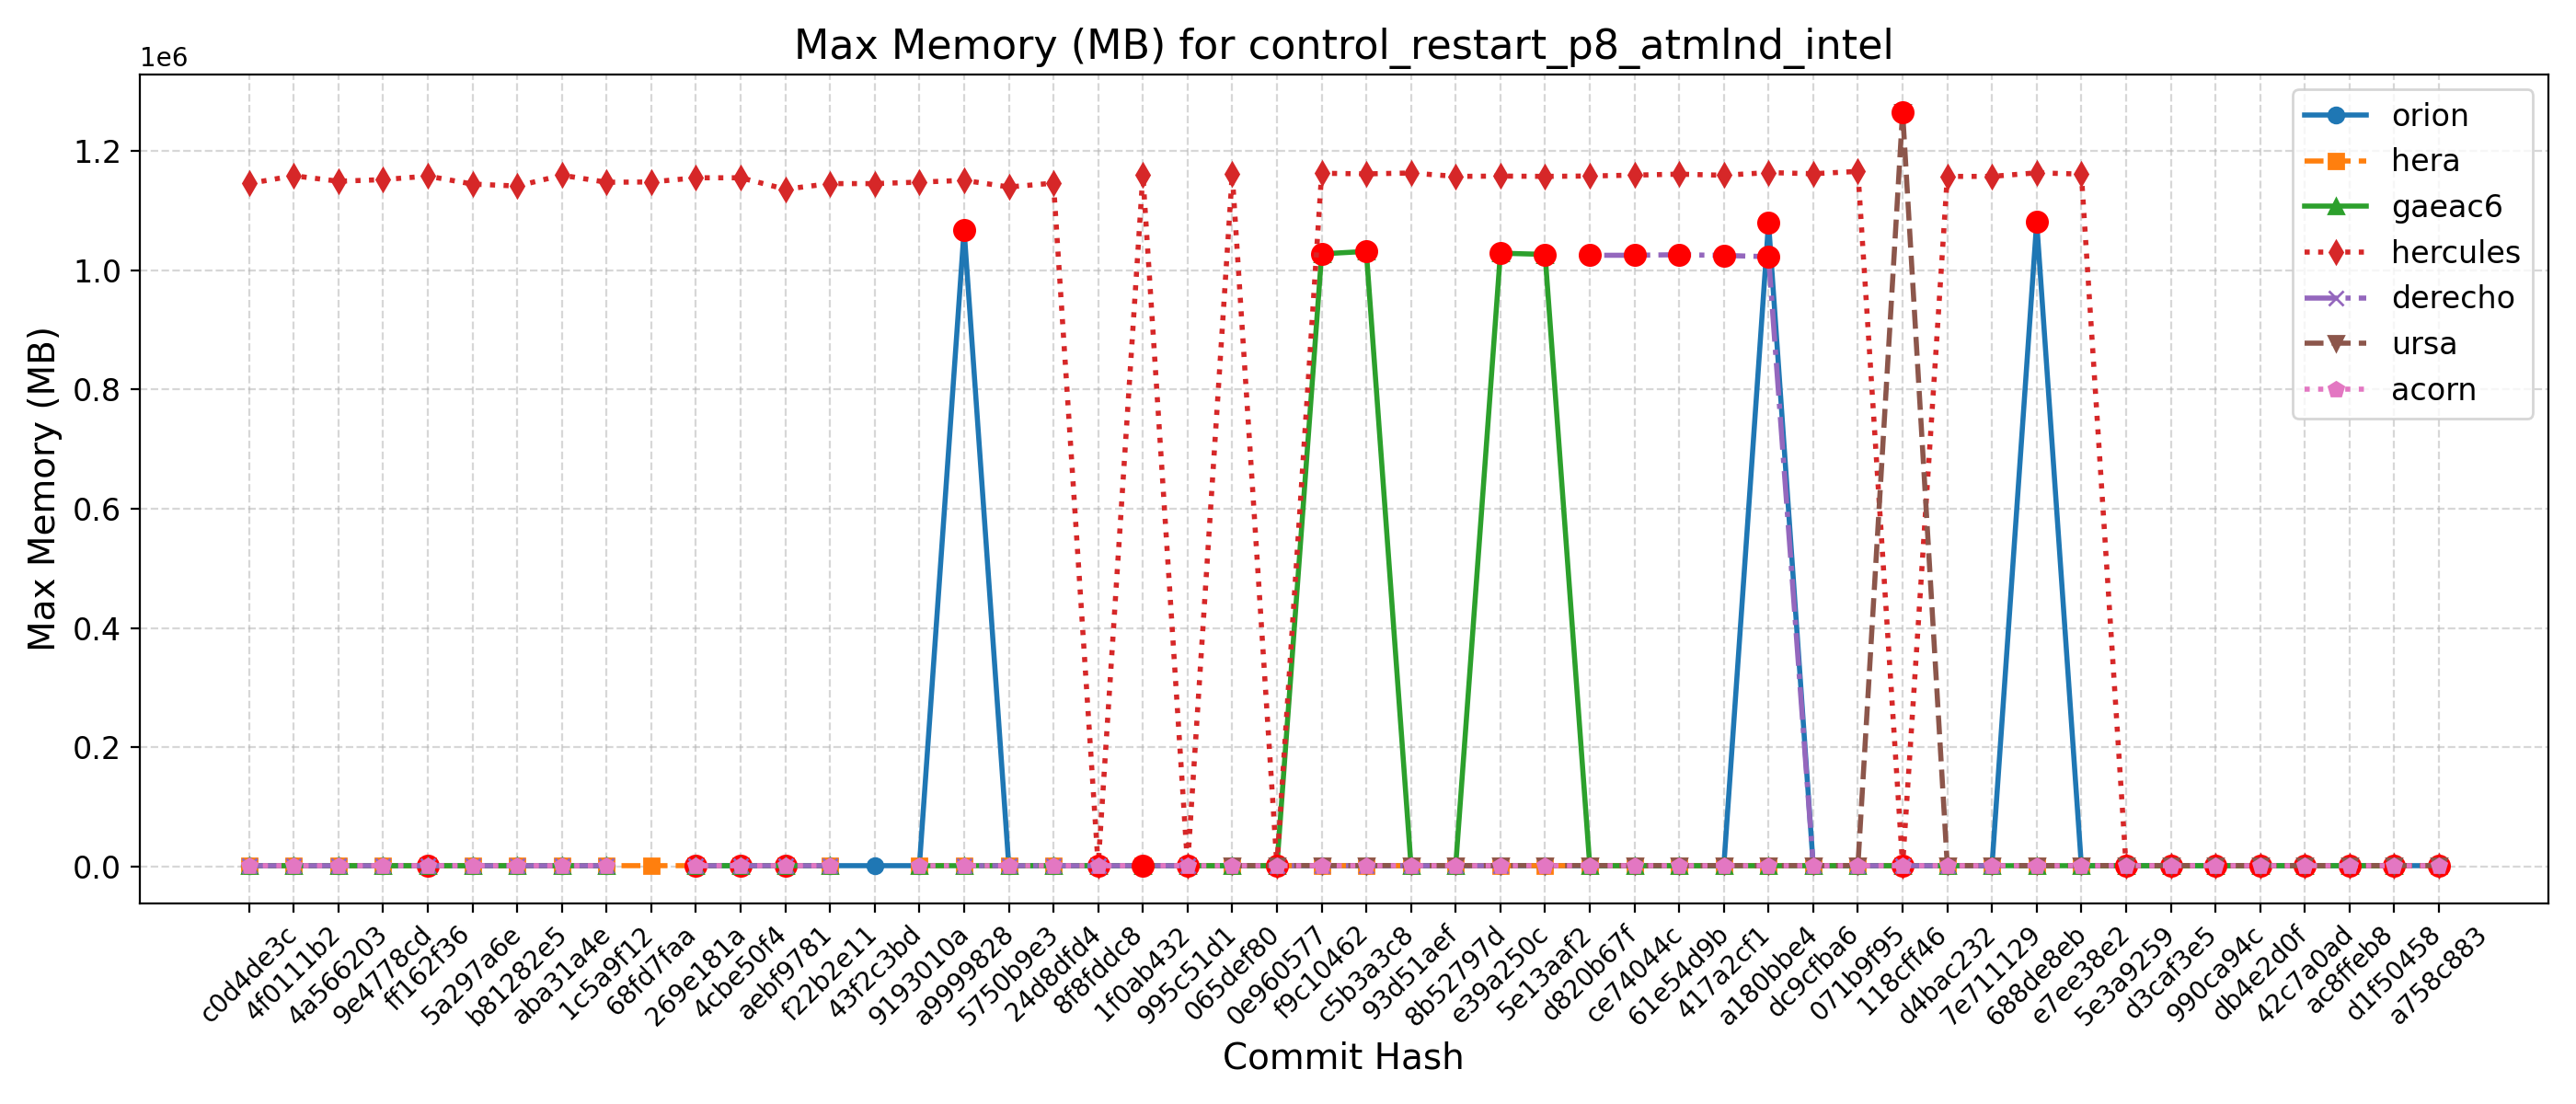 Max Memory (MB) for control_restart_p8_atmlnd_intel
1e6
1.2
1.0
0.8
0.6
0.4
0.2
0.0
Max Memory (MB)
orion
hera
gaeac6
hercules
derecho
ursa
acorn
c0d4de3c
4f0111b2
4a566203
9e4778cd
ff162f36
5a297a6e
b81282e5
aba31a4e
1c5a9f12
68fd7faa
269e181a
4cbe50f4
aebf9781
f22b2e11
43f2c3bd
9193010a
a9999828
5750b9e3
24d8dfd4
8f8fddc8
1f0ab432
995c51d1
065def80
0e960577
f9c10462
c5b3a3c8
93d51aef
8b52797d
e39a250c
5e13aaf2
d820b67f
ce74044c
61e54d9b
417a2cf1
a180bbe4
dc9cfba6
071b9f95
118cff46
d4bac232
7e711129
688de8eb
e7ee38e2
5e3a9259
d3caf3e5
990ca94c
db4e2d0f
42c7a0ad
ac8ffeb8
d1f50458
a758c883
Commit Hash